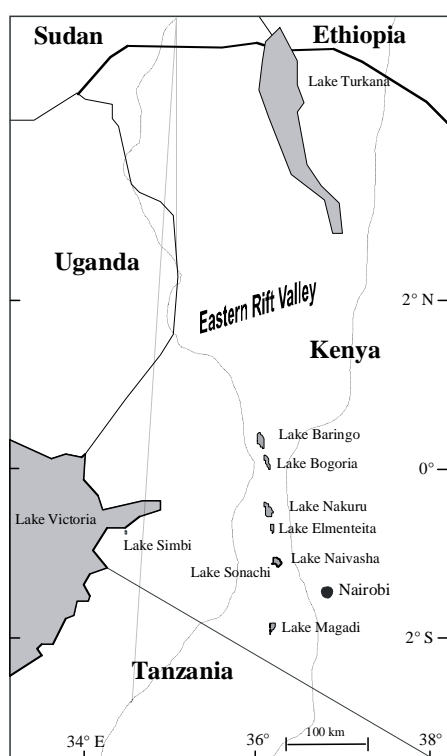 Sudan
Ethiopia
Lake Turkana
Uganda
Eastern Rift Valley
2° N
Kenya
Lake Baringo
Lake Bogoria
0°
Lake Nakuru
Lake Victoria
Lake Elmenteita
Lake Simbi
Lake Naivasha
Lake Sonachi
Nairobi
Lake Magadi
2° S
Tanzania
100 km
34° E
36°
38°